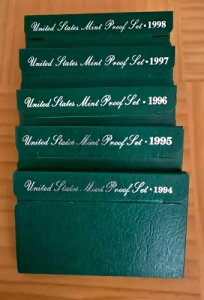 United States Mint Proof Set • 1998
United States Mint Proof Set • 1997
United States Mint Proof Set • 1996
United States Mint Proof Set • 1995
United States Mint Proof Set • 1994